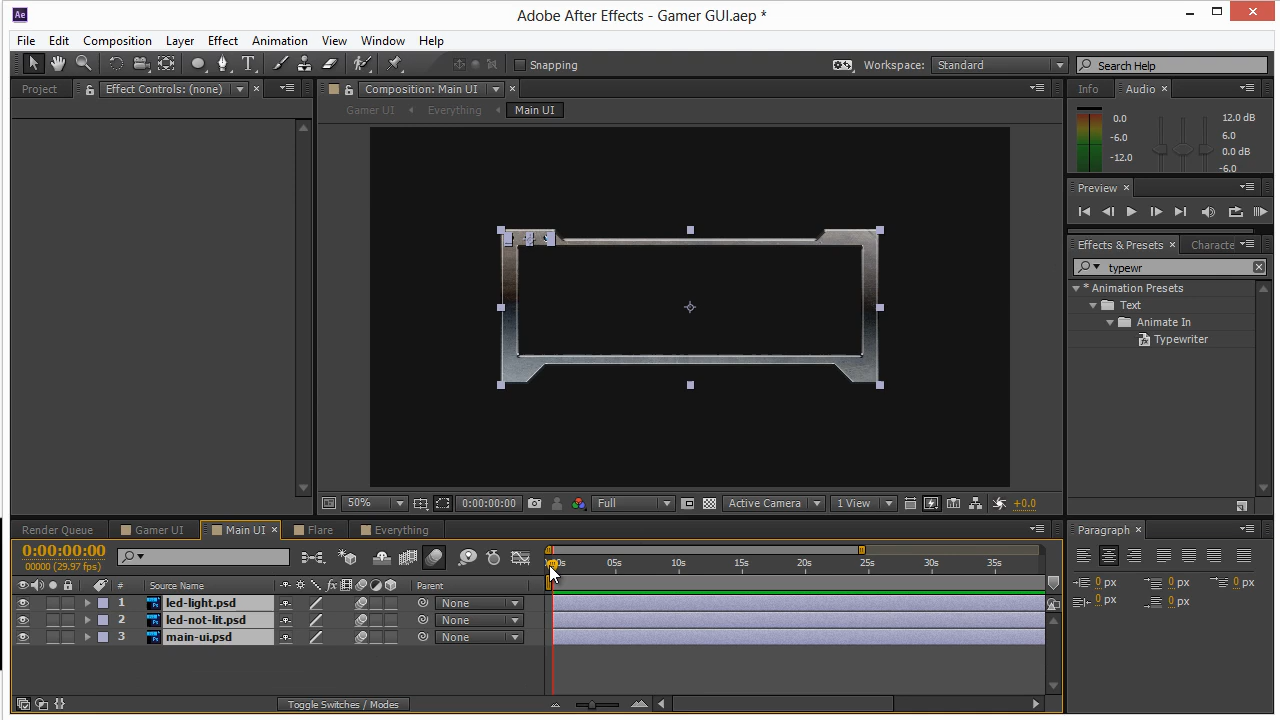 Ae
Adobe After Effects - Gamer GUI.aep *
File Edit Composition Layer Effect Animation View Window Help
Snapping
Workspace: Standard
Search Help
Project
Effect Controls: (none)
Composition: Main UI
Gamer UI Everything Main UI
50%
0:00:00:00
Full
Active Camera
1 View
+0.0
Info Audio
0.0
-6.0
-12.0
12.0 dB
6.0
0.0 dB
-6.0
Preview
Effects & Presets
Characte
typewr
* Animation Presets
Text
Animate In
Typewriter
Render Queue Gamer UI Main UI Flare Everything
0:00:00:00
00000 (29.97 fps)
05s 10s 15s 20s 25s 30s 35s
# Source Name fx Parent
1 led-light.psd None
2 led-not-lit.psd None
3 main-ui.psd None
Toggle Switches / Modes
Paragraph
0 px 0 px 0 px
0 px 0 px